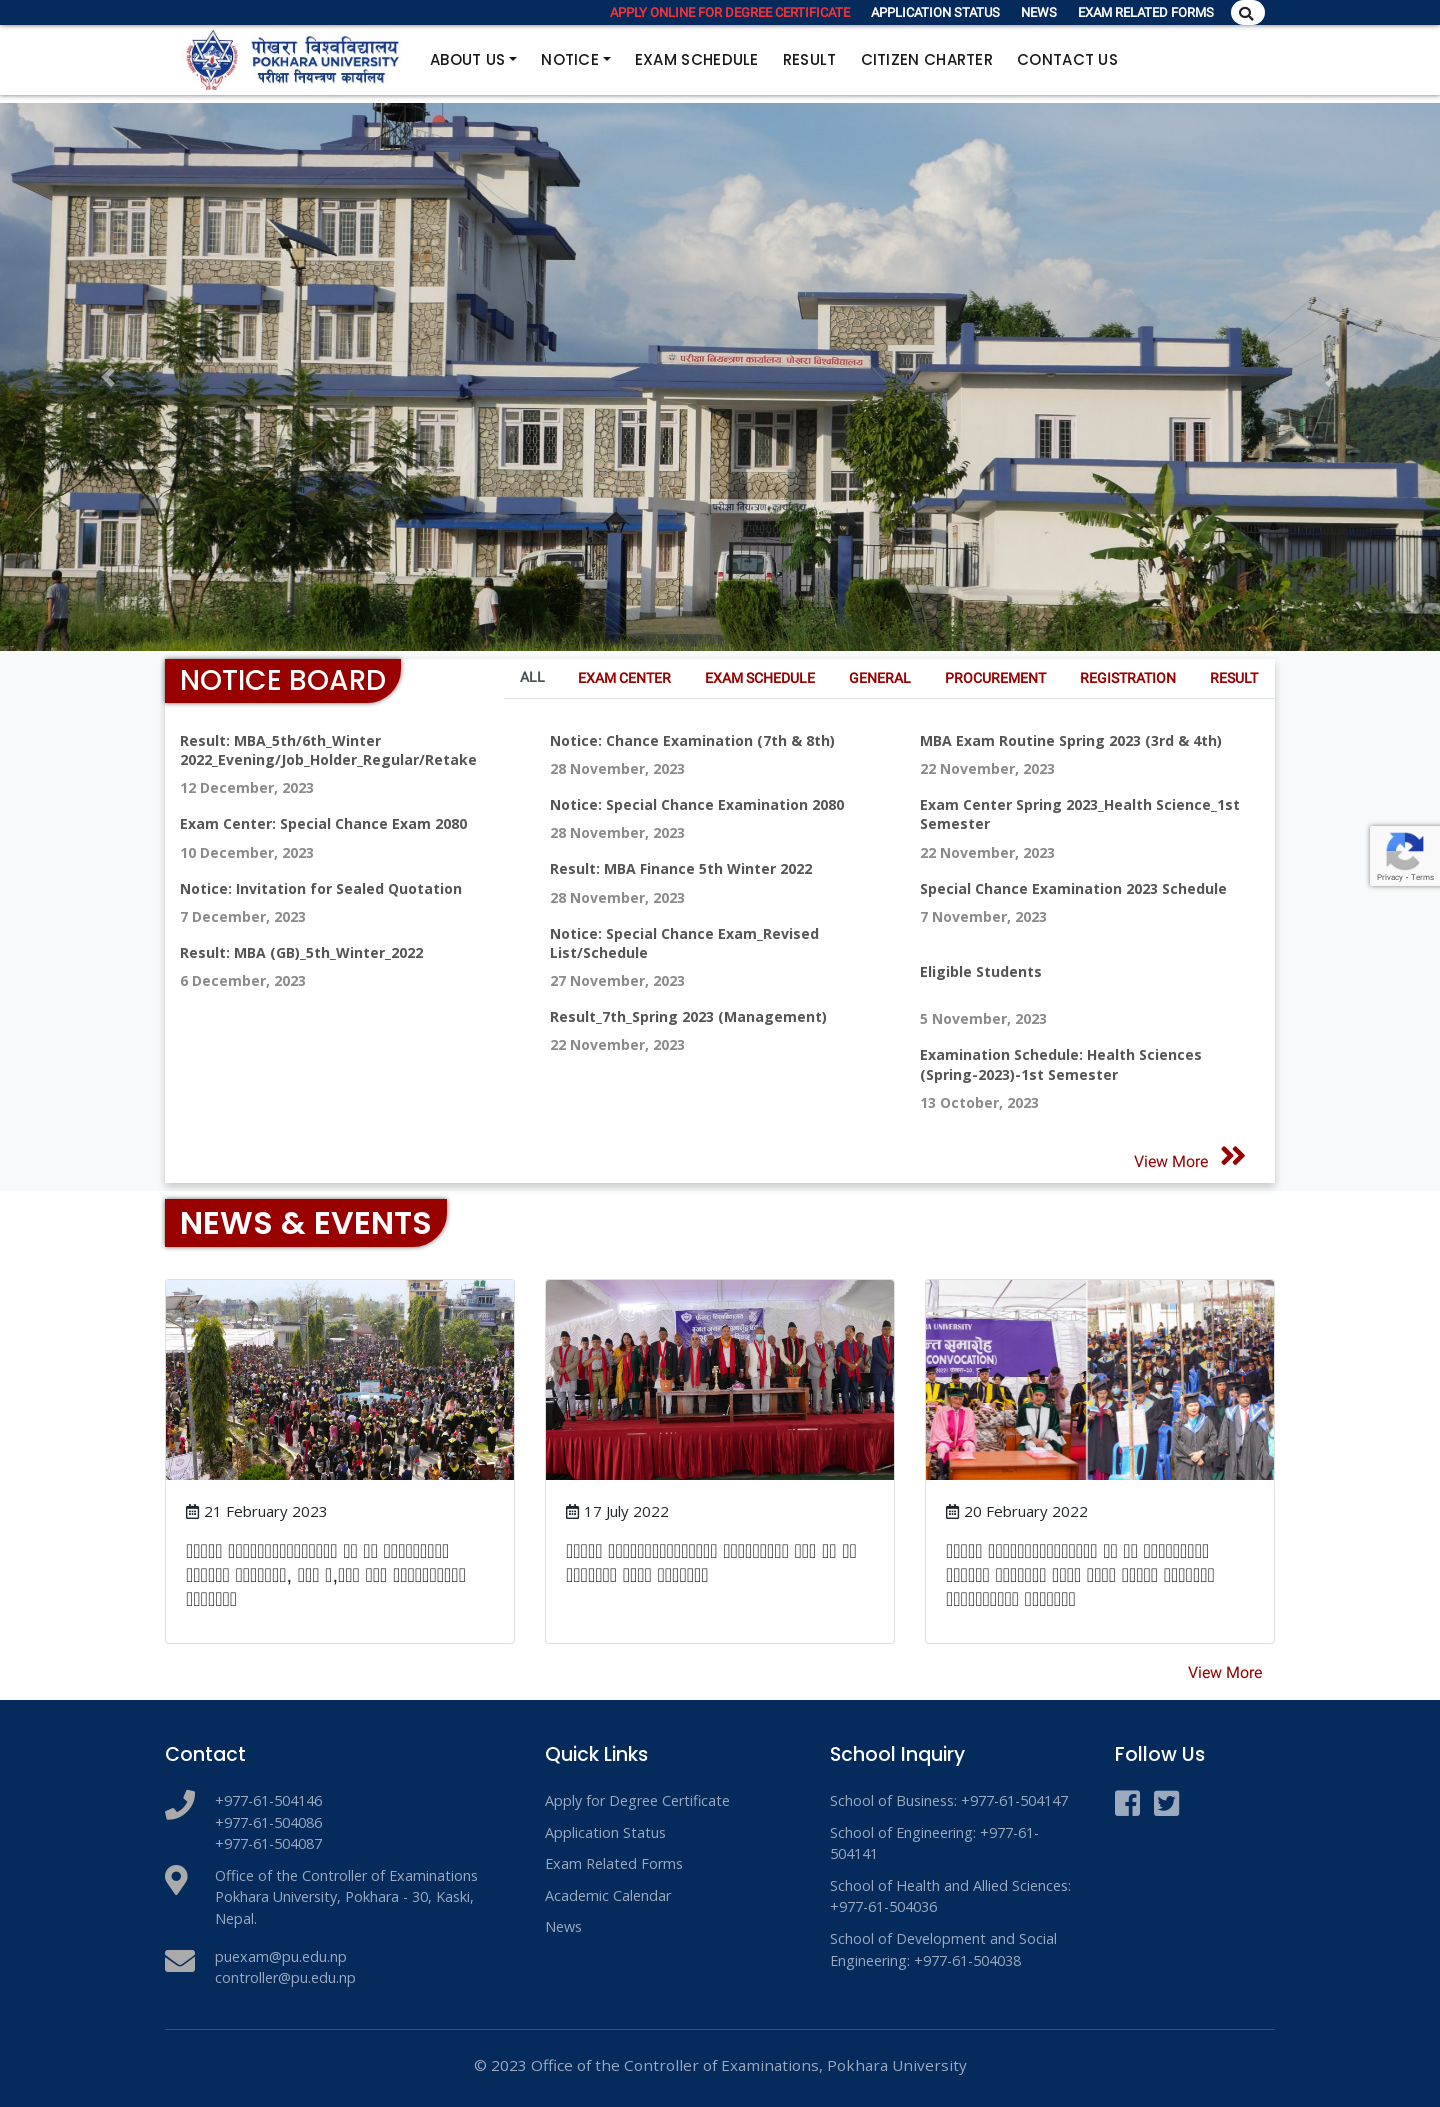 APPLY ONLINE FOR DEGREE CERTIFICATE APPLICATION STATUS NEWS EXAM RELATED FORMS
पोखरा विश्वविद्यालय
POKHARA UNIVERSITY
परीक्षा नियन्त्रण कार्यालय
ABOUT US NOTICE EXAM SCHEDULE RESULT CITIZEN CHARTER CONTACT US
परीक्षा नियन्त्रण कार्यालय, पोखरा विश्वविद्यालय
परीक्षा नियन्त्रण कार्यालय
NOTICE BOARD
ALL EXAM CENTER EXAM SCHEDULE GENERAL PROCUREMENT REGISTRATION RESULT
Result: MBA_5th/6th_Winter
2022_Evening/Job_Holder_Regular/Retake
12 December, 2023
Exam Center: Special Chance Exam 2080
10 December, 2023
Notice: Invitation for Sealed Quotation
7 December, 2023
Result: MBA (GB)_5th_Winter_2022
6 December, 2023
Notice: Chance Examination (7th & 8th)
28 November, 2023
Notice: Special Chance Examination 2080
28 November, 2023
Result: MBA Finance 5th Winter 2022
28 November, 2023
Notice: Special Chance Exam_Revised
List/Schedule
27 November, 2023
Result_7th_Spring 2023 (Management)
22 November, 2023
MBA Exam Routine Spring 2023 (3rd & 4th)
22 November, 2023
Exam Center Spring 2023_Health Science_1st
Semester
22 November, 2023
Special Chance Examination 2023 Schedule
7 November, 2023
Eligible Students
5 November, 2023
Examination Schedule: Health Sciences
(Spring-2023)-1st Semester
13 October, 2023
View More
Privacy - Terms
NEWS & EVENTS
पोखरा विश्वविद्यालय
UNIVERSITY
CONVOCATION)
21 February 2023
17 July 2022
20 February 2022
View More
Contact
+977-61-504146
+977-61-504086
+977-61-504087
Office of the Controller of Examinations
Pokhara University, Pokhara - 30, Kaski,
Nepal.
puexam@pu.edu.np
controller@pu.edu.np
Quick Links
Apply for Degree Certificate
Application Status
Exam Related Forms
Academic Calendar
News
School Inquiry
School of Business: +977-61-504147
School of Engineering: +977-61-
504141
School of Health and Allied Sciences:
+977-61-504036
School of Development and Social
Engineering: +977-61-504038
Follow Us
© 2023 Office of the Controller of Examinations, Pokhara University